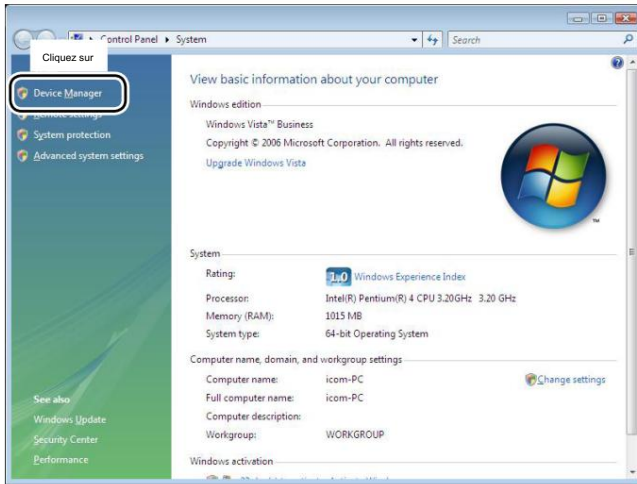 Control Panel ▸ System
Search
Cliquez sur
Device Manager
Remote settings
System protection
Advanced system settings
View basic information about your computer
Windows edition
Windows Vista™ Business
Copyright © 2006 Microsoft Corporation. All rights reserved.
Upgrade Windows Vista
TM
System
Rating:
1,0 Windows Experience Index
Processor: Intel(R) Pentium(R) 4 CPU 3.20GHz 3.20 GHz
Memory (RAM): 1015 MB
System type: 64-bit Operating System
Computer name, domain, and workgroup settings
Computer name: icom-PC
Change settings
Full computer name: icom-PC
Computer description:
Workgroup: WORKGROUP
Windows activation
See also
Windows Update
Security Center
Performance